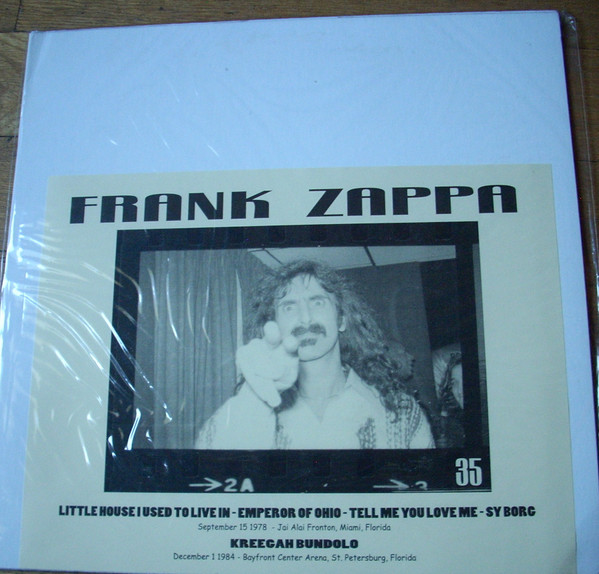 FRANK ZAPPA
→2A
35
LITTLE HOUSE I USED TO LIVE IN - EMPEROR OF OHIO - TELL ME YOU LOVE ME - SY BORG
September 15 1978 - Jai Alai Fronton, Miami, Florida
KREEGAH BUNDOLO
December 1 1984 - Bayfront Center Arena, St. Petersburg, Florida